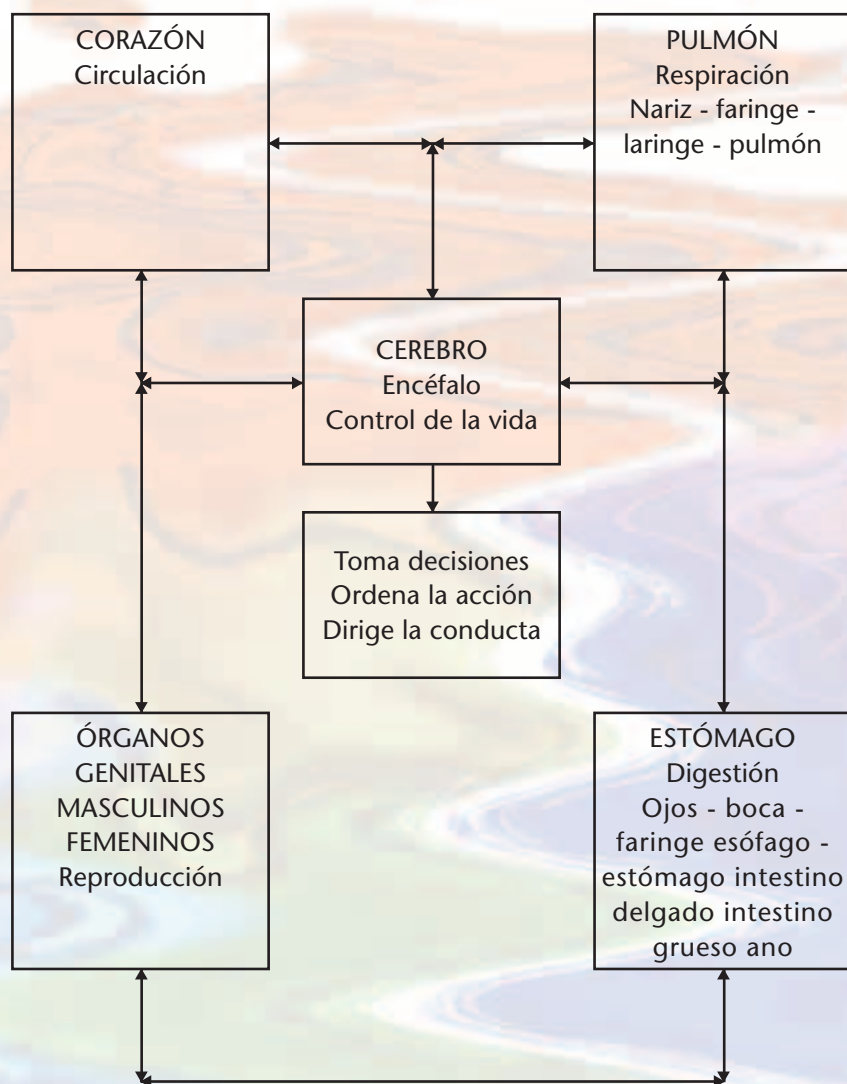 CORAZÓN
Circulación
PULMÓN
Respiración
Nariz - faringe -
laringe - pulmón
CEREBRO
Encéfalo
Control de la vida
Toma decisiones
Ordena la acción
Dirige la conducta
ÓRGANOS
GENITALES
MASCULINOS
FEMENINOS
Reproducción
ESTÓMAGO
Digestión
Ojos - boca -
faringe esófago -
estómago intestino
delgado intestino
grueso ano